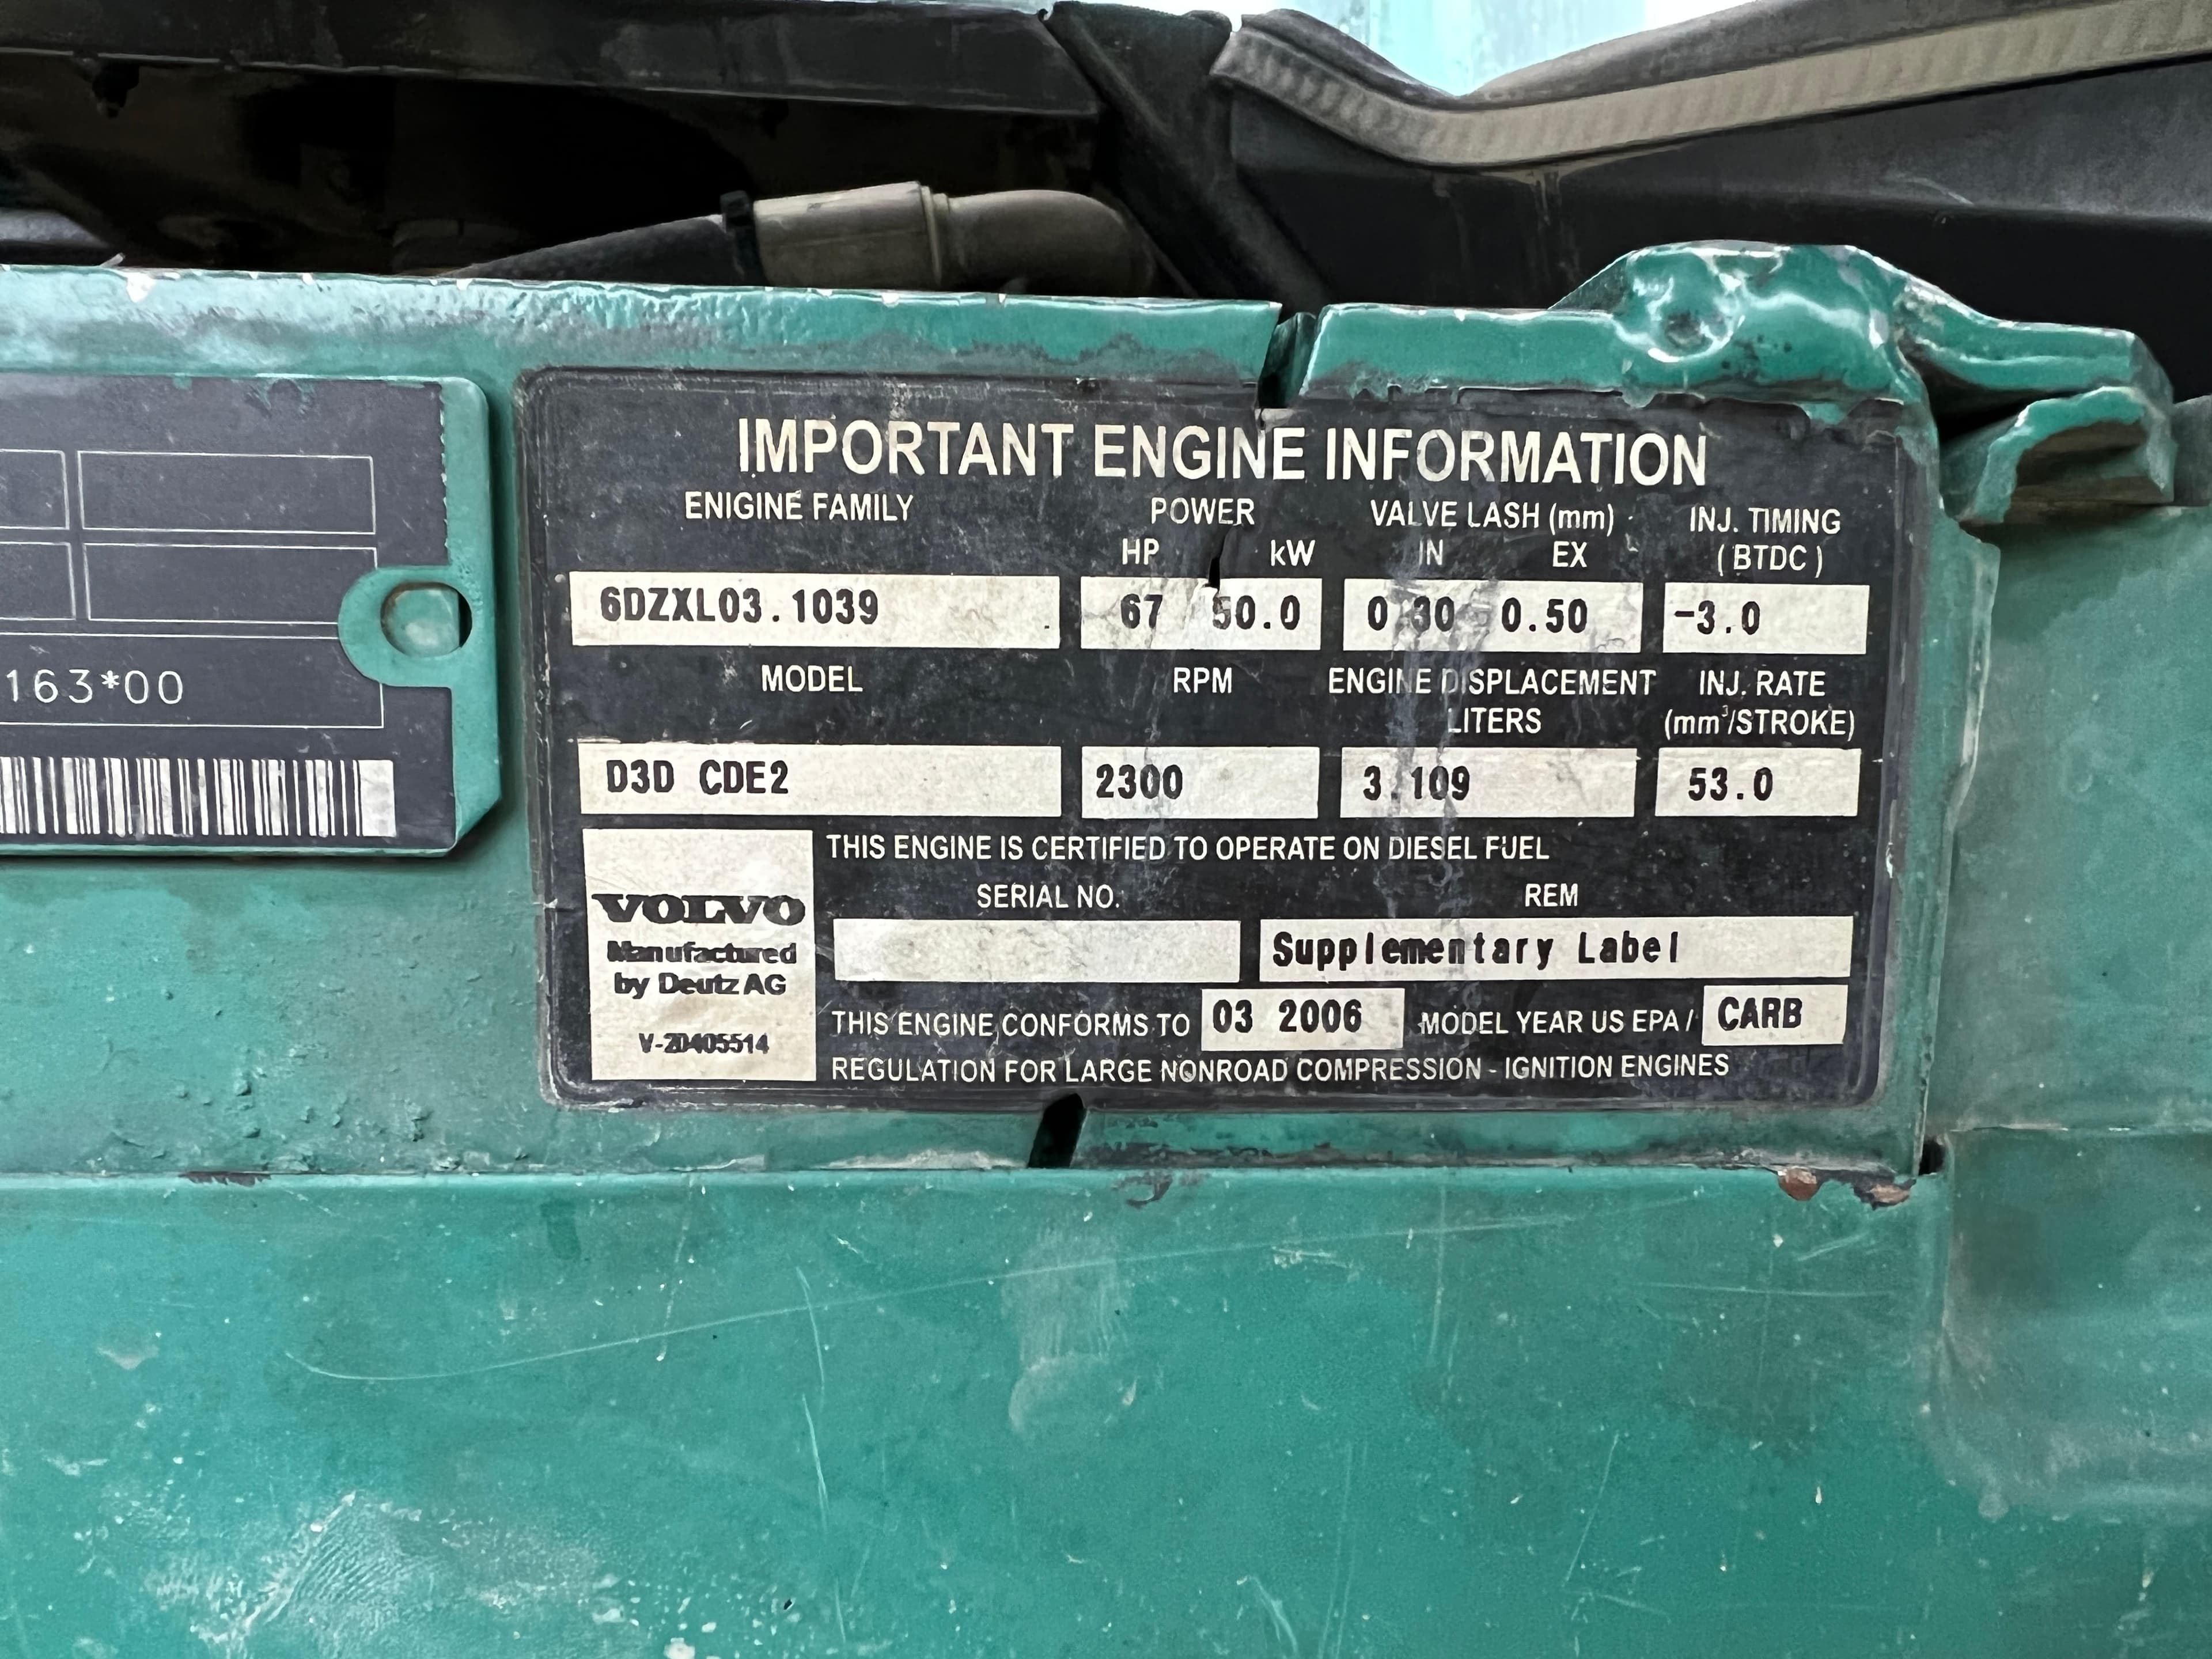 163*00
IMPORTANT ENGINE INFORMATION
ENIGINE FAMILY POWER VALVE LASH (mm) INJ. TIMING
HP kW IN EX (BTDC)
6DZXL03.1039 67 50.0 0.30 0.50 -3.0
MODEL RPM ENGINE DISPLACEMENT INJ. RATE
LITERS (mm³/STROKE)
D3D CDE2 2300 3.109 53.0
THIS ENGINE IS CERTIFIED TO OPERATE ON DIESEL FUEL
SERIAL NO. REM
VOLVO
Manufactured
by Deutz AG
V-20405514
Supplementary Label
THIS ENGINE CONFORMS TO 03 2006 MODEL YEAR US EPA / CARB
REGULATION FOR LARGE NONROAD COMPRESSION - IGNITION ENGINES